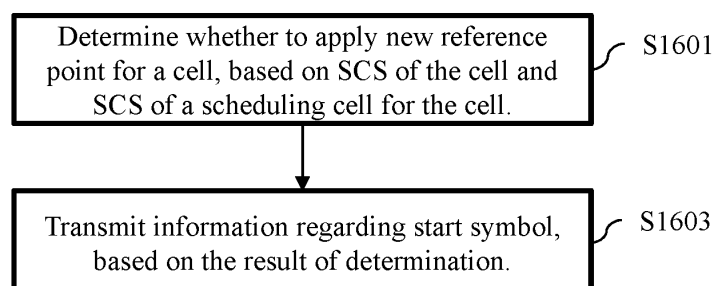 Determine whether to apply new reference
point for a cell, based on SCS of the cell and
SCS of a scheduling cell for the cell.
S1601
Transmit information regarding start symbol,
based on the result of determination.
S1603